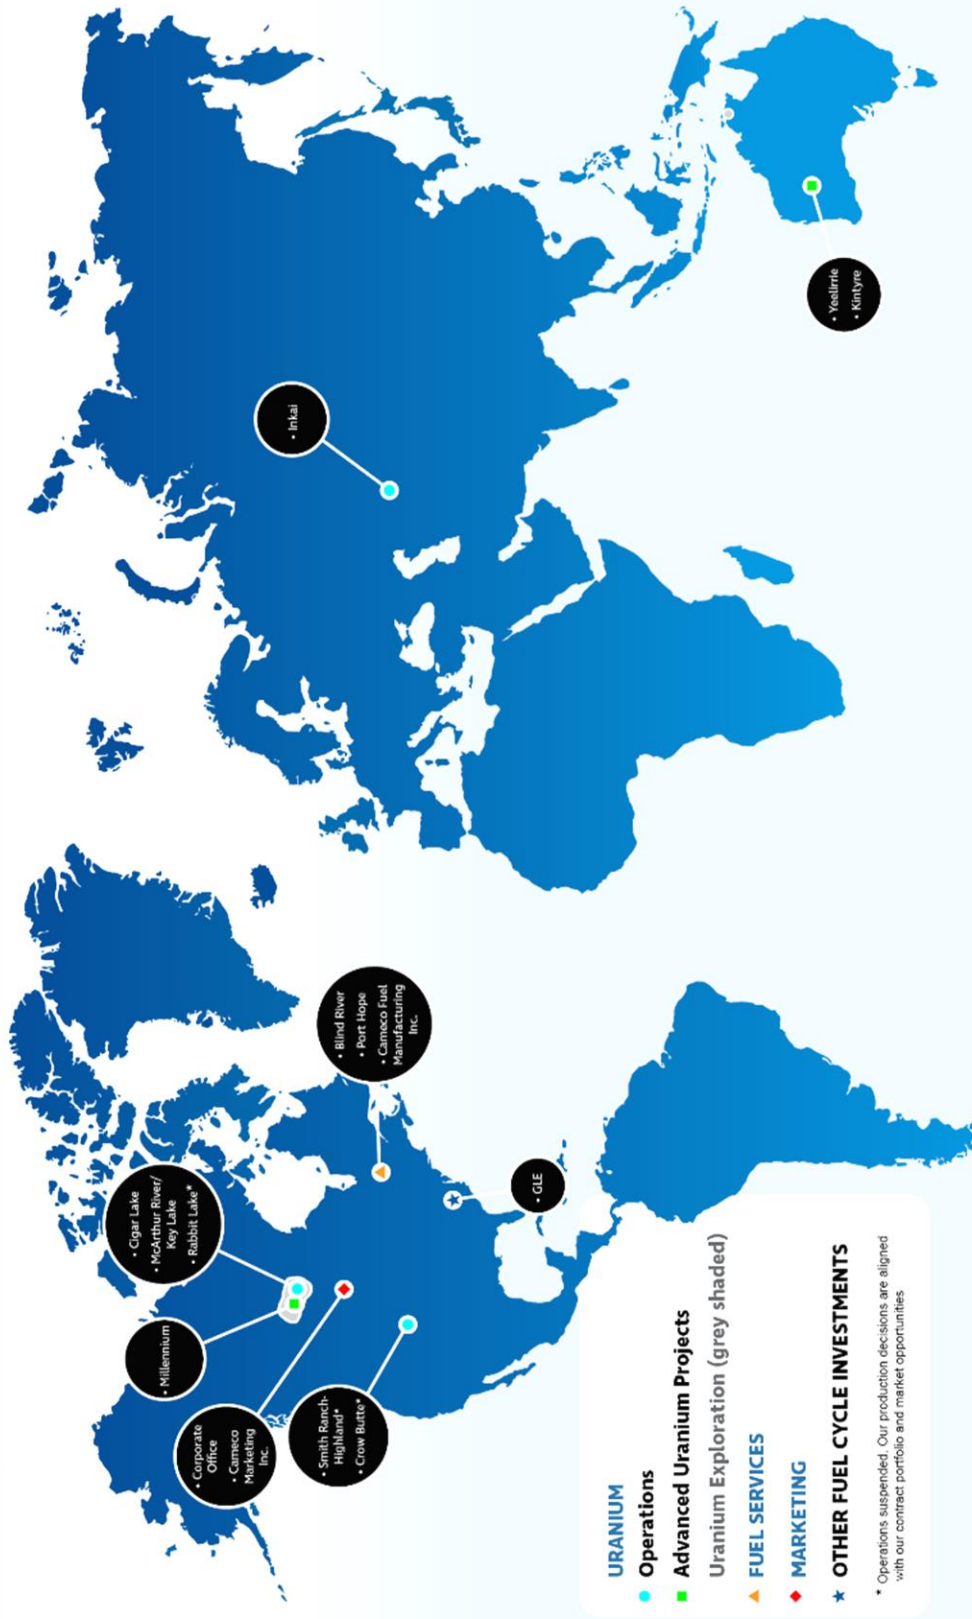 • Cigar Lake
• McArthur River/
Key Lake
• Rabbit Lake*
• Millennium
• Corporate
Office
• Cameco
Marketing
Inc.
• Smith Ranch-
Highland*
• Crow Butte*
• Blind River
• Port Hope
• Cameco Fuel
Manufacturing
Inc.
• GLE
• Inkai
• Yeelirrie
• Kintyre
URANIUM
Operations
Advanced Uranium Projects
Uranium Exploration (grey shaded)
FUEL SERVICES
MARKETING
OTHER FUEL CYCLE INVESTMENTS
* Operations suspended. Our production decisions are aligned
with our contract portfolio and market opportunities